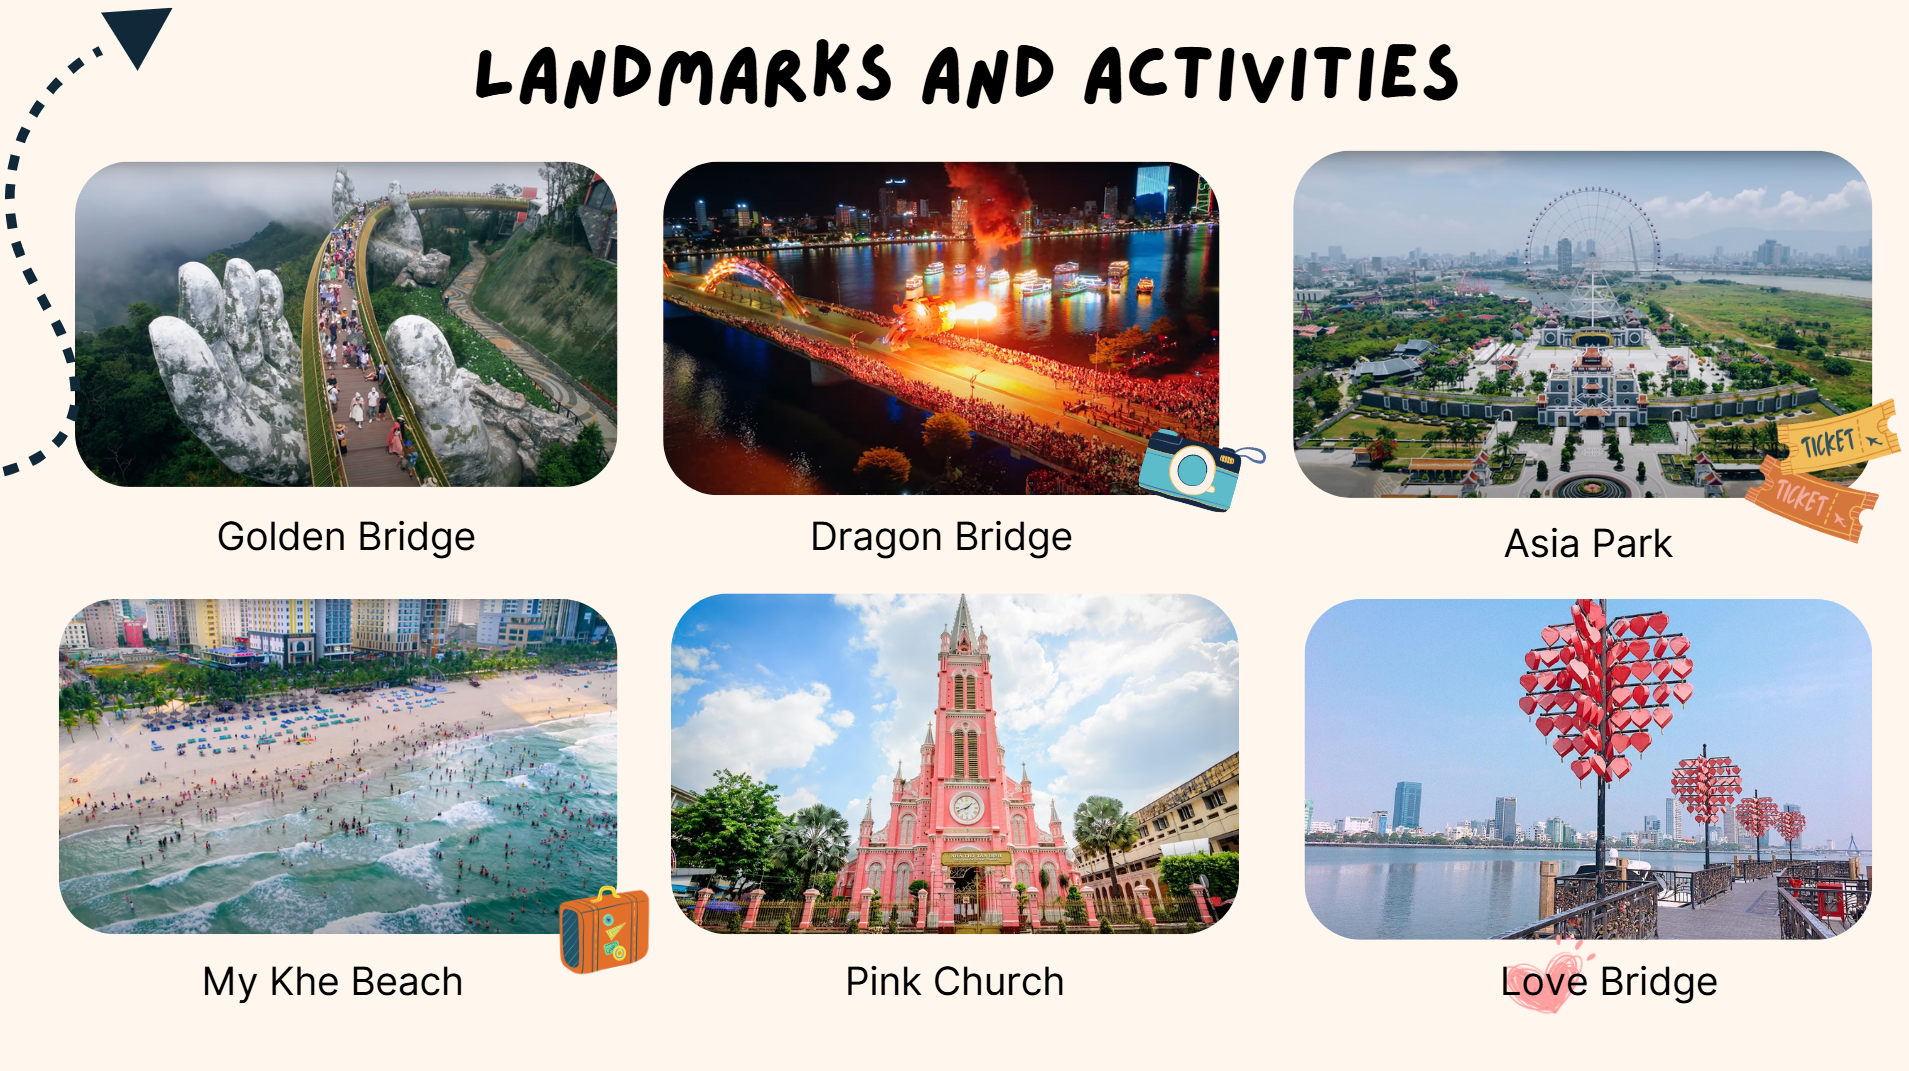 LANDMARKS AND ACTIVITIES
Golden Bridge
Dragon Bridge
TICKET
TICKET
Asia Park
My Khe Beach
Pink Church
Love Bridge